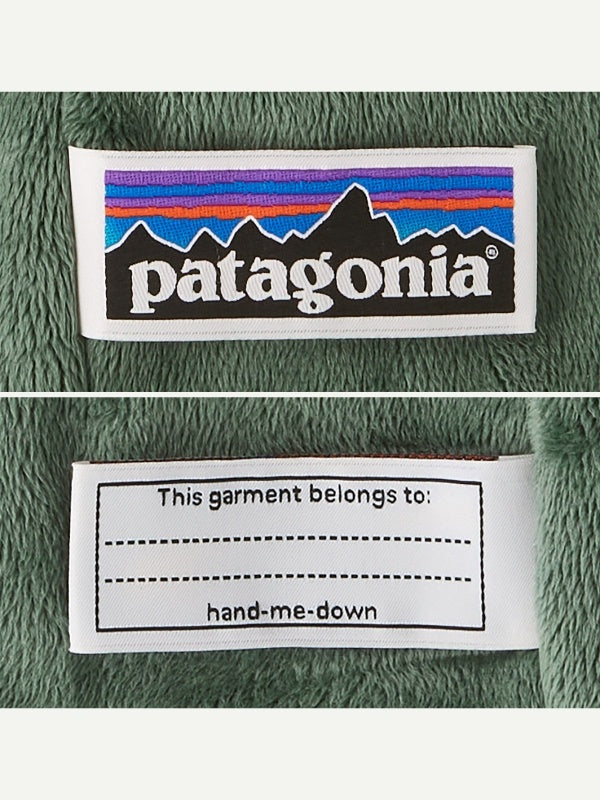 patagonia®
This garment belongs to:
hand-me-down